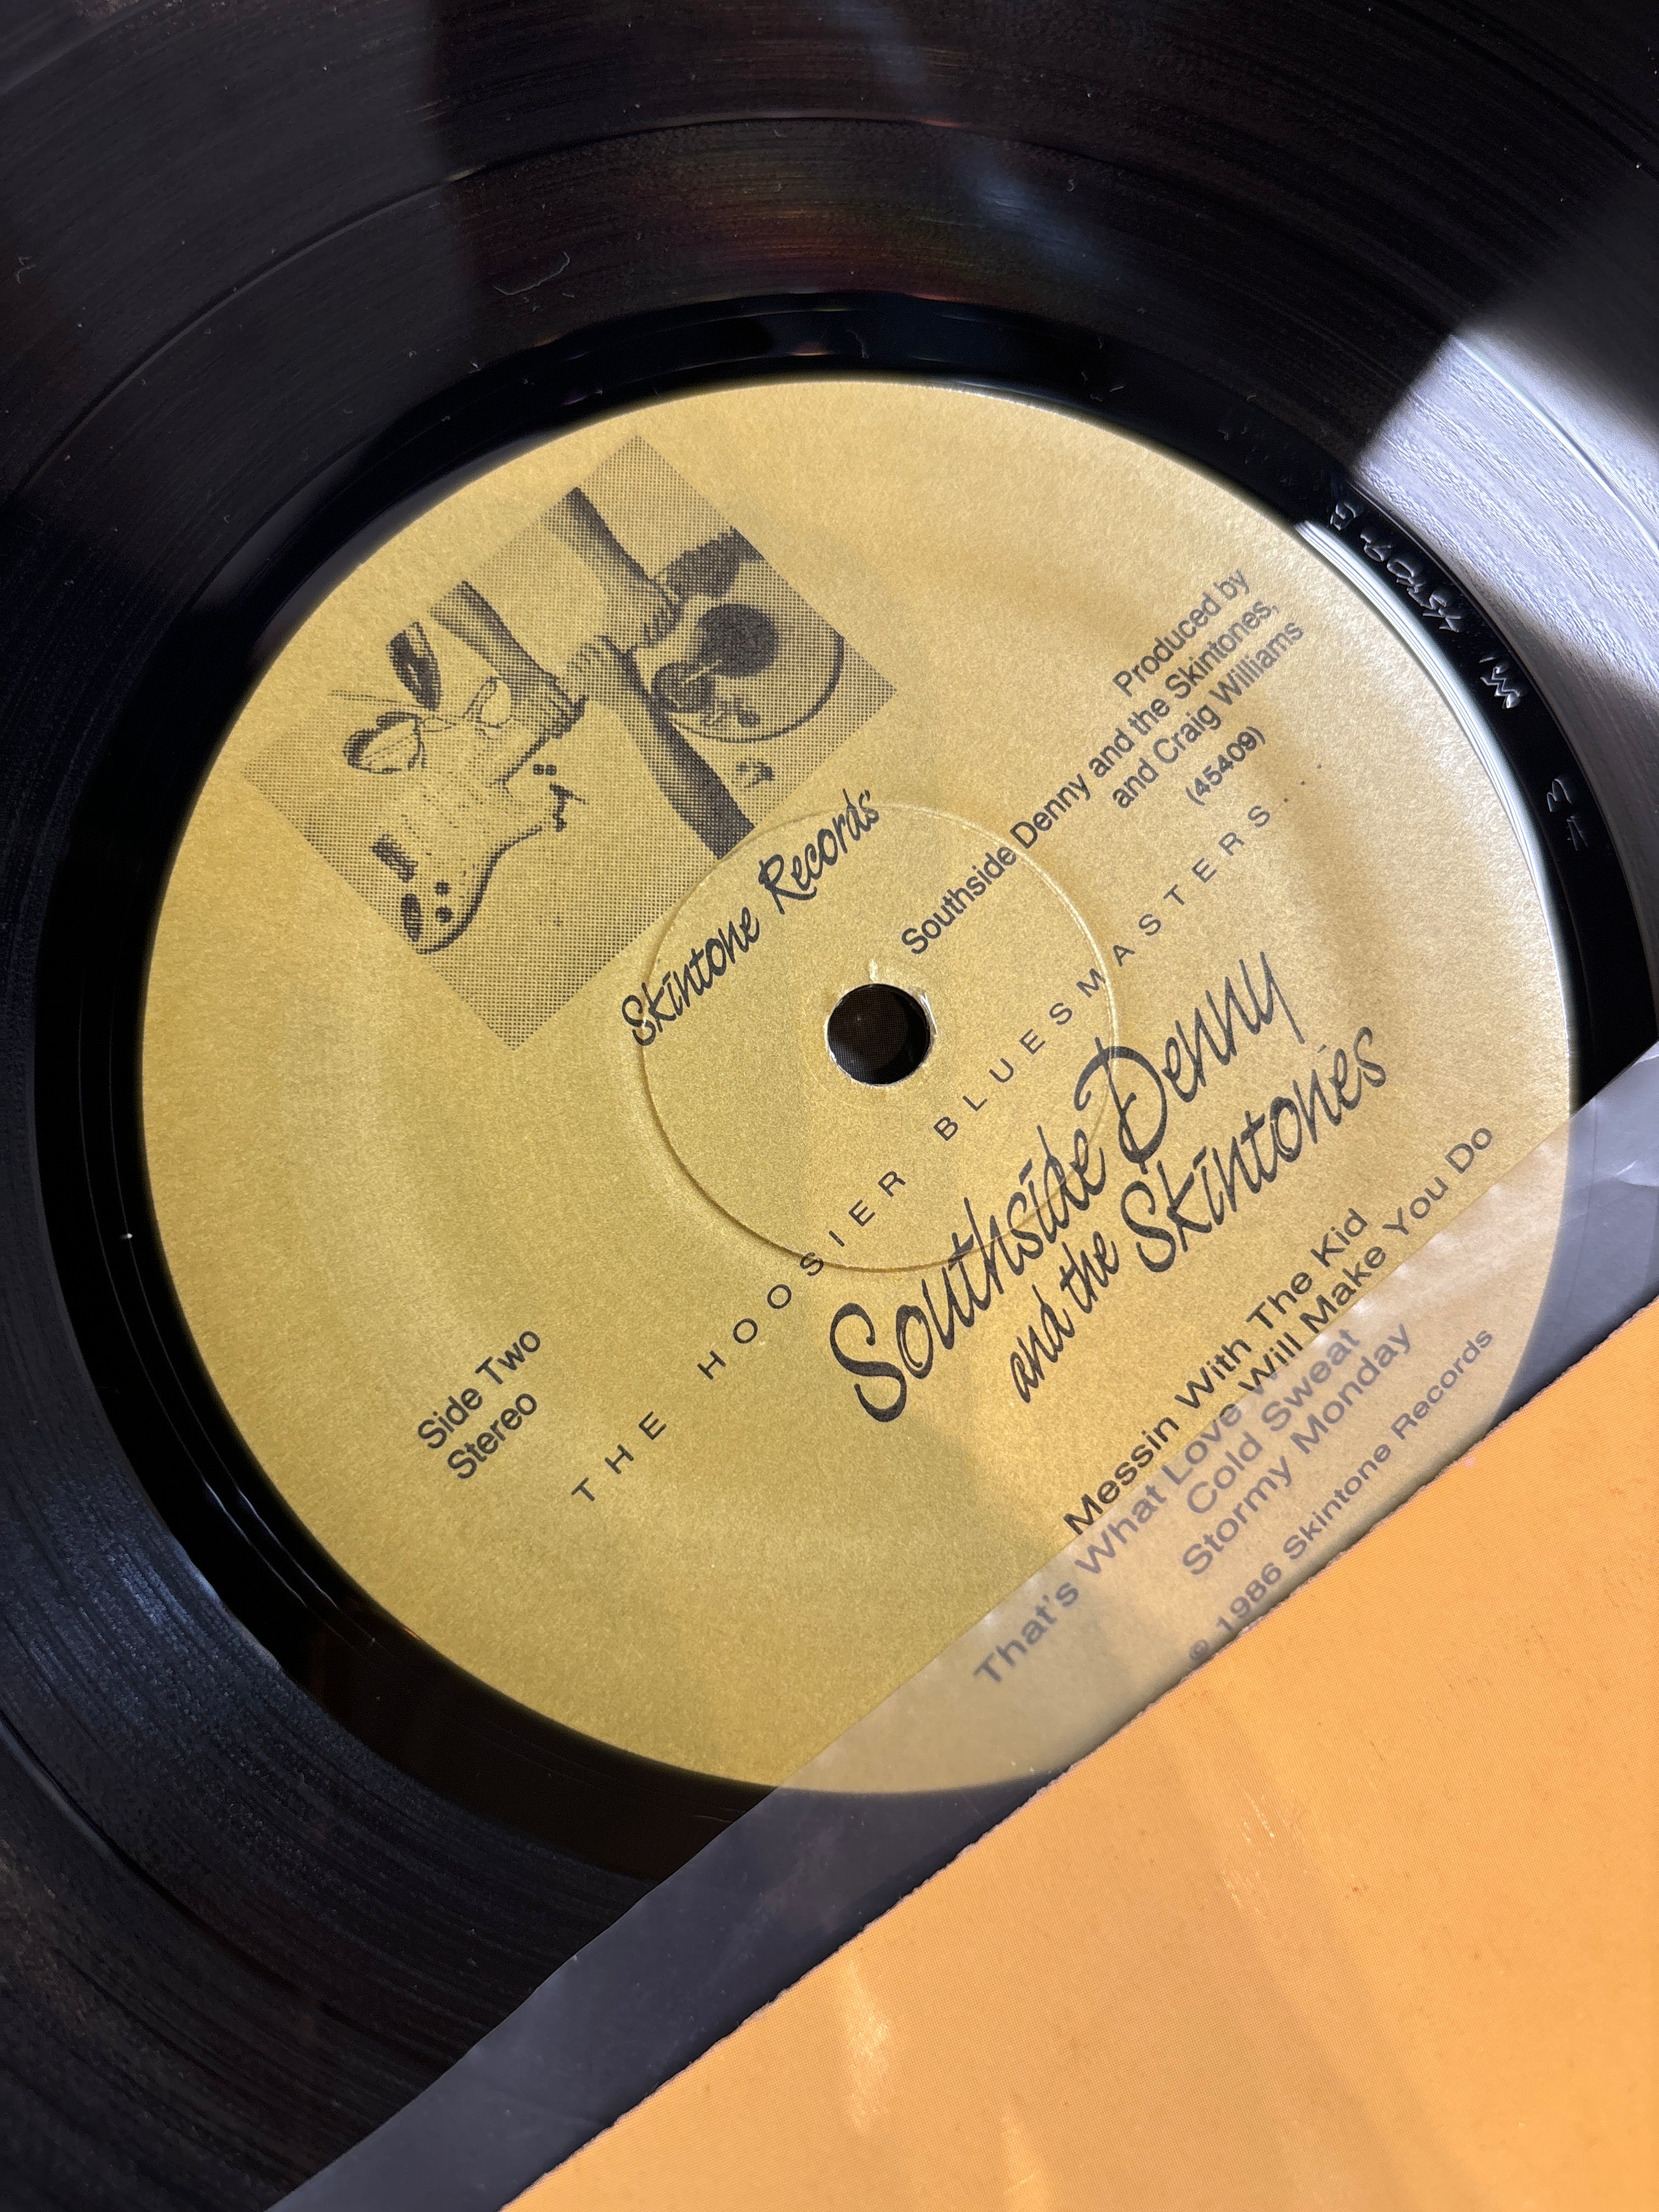 Skintone Records
Produced by
Southside Denny and the Skintones,
and Craig Williams
(45409)
Side Two
Stereo
THE HOOSIER BLUESMASTERS
Southside Denny
and the Skintones
Messin With The Kid
That's What Love Will Make You Do
Cold Sweat
Stormy Monday
℗ 1986 Skintone Records
45409-B